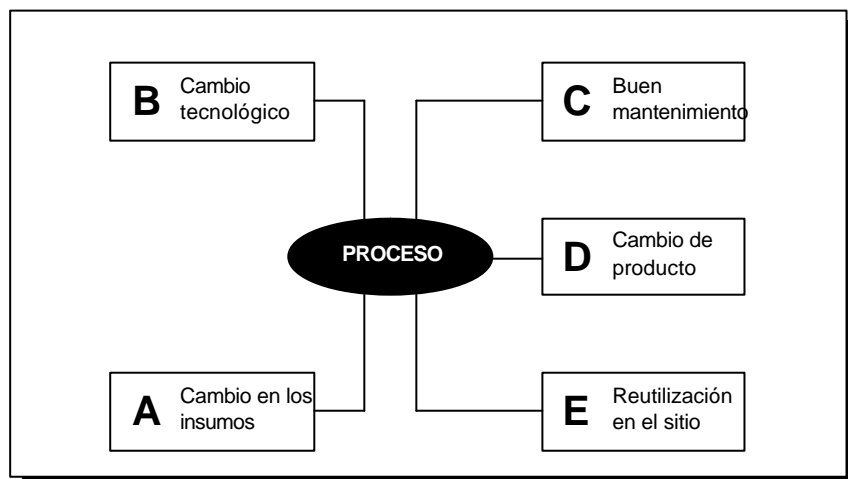 B Cambio
tecnológico
C Buen
mantenimiento
PROCESO
D Cambio de
producto
A Cambio en los
insumos
E Reutilización
en el sitio